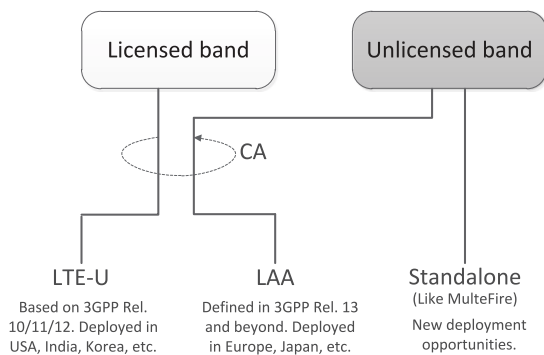 Licensed band
Unlicensed band
CA
LTE-U
Based on 3GPP Rel.
10/11/12. Deployed in
USA, India, Korea, etc.
LAA
Defined in 3GPP Rel. 13
and beyond. Deployed
in Europe, Japan, etc.
Standalone
(Like MulteFire)
New deployment
opportunities.